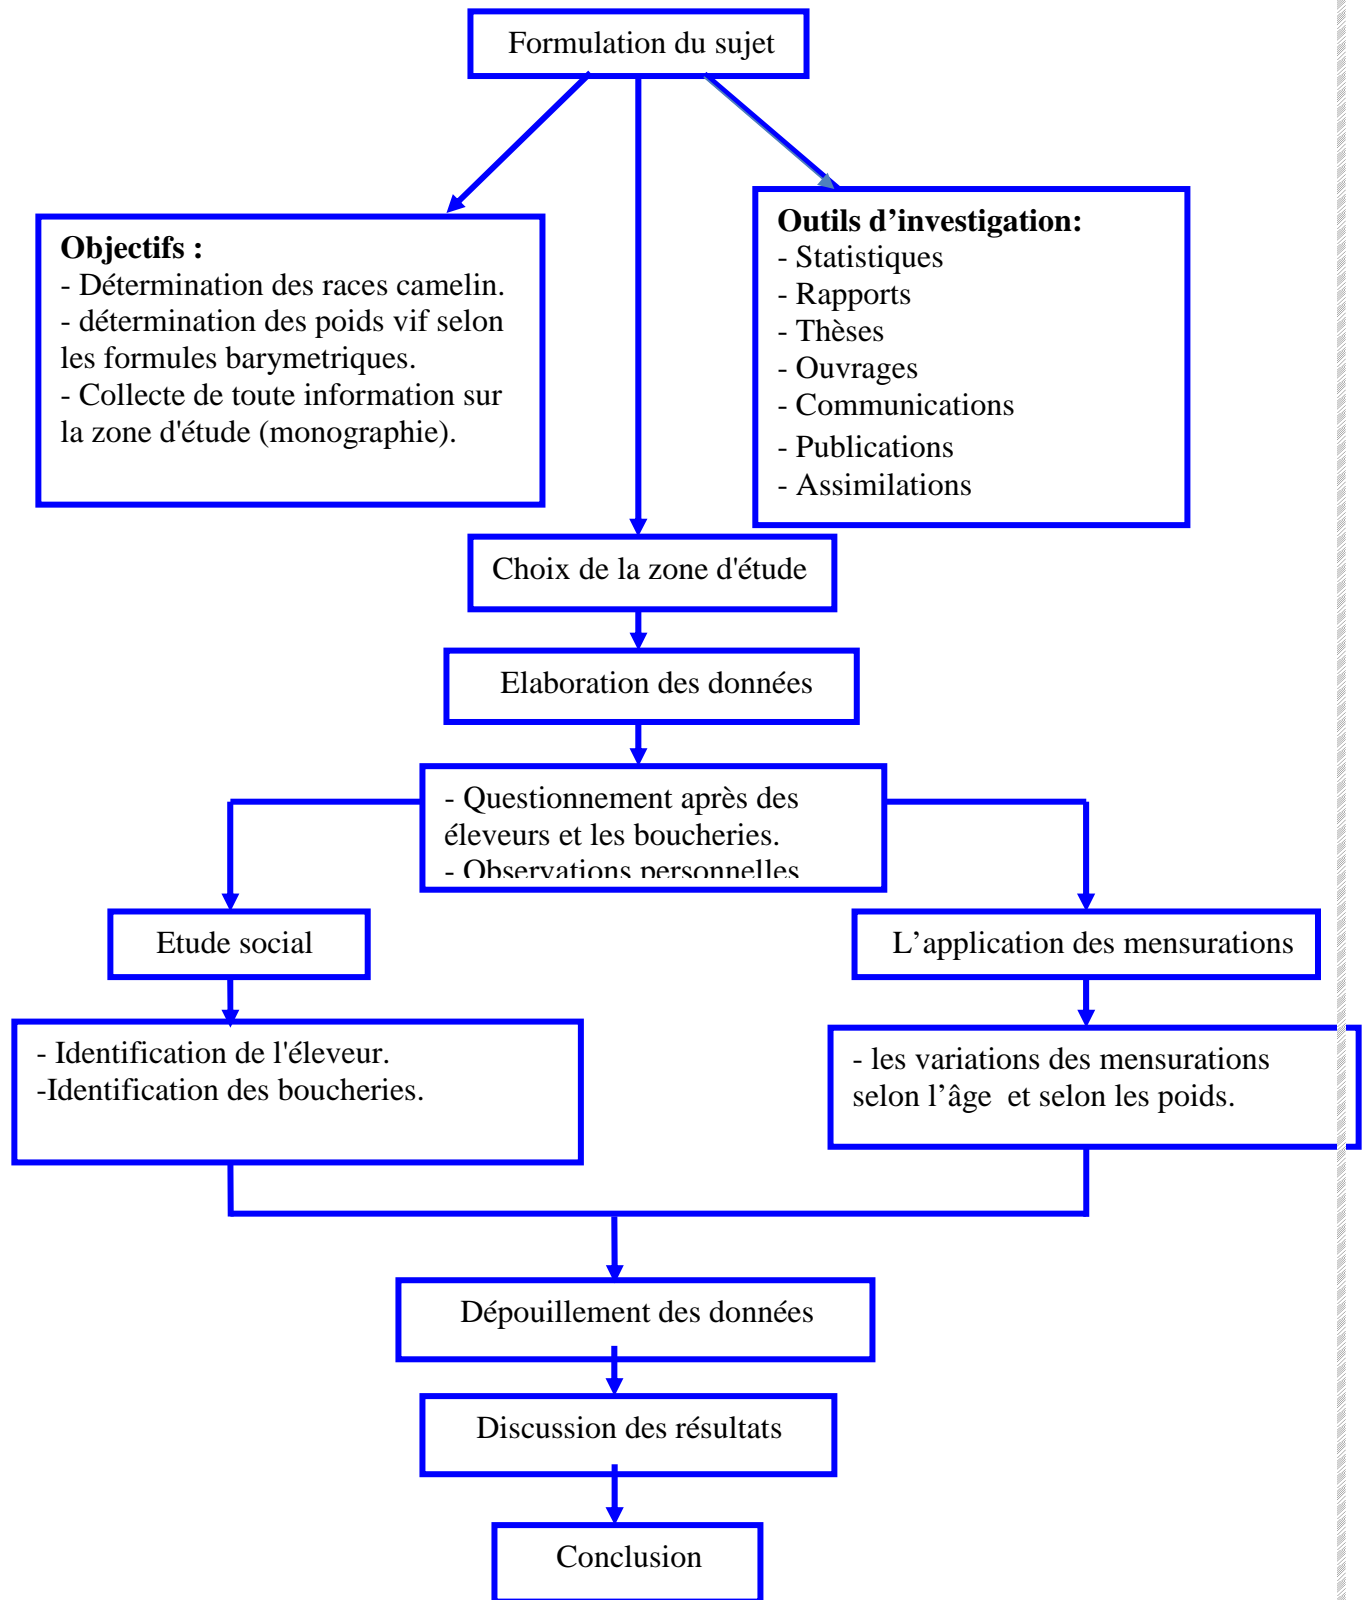 Formulation du sujet
Objectifs :
- Détermination des races camelin.
- détermination des poids vif selon
les formules barymetriques.
- Collecte de toute information sur
la zone d'étude (monographie).
Outils d’investigation:
- Statistiques
- Rapports
- Thèses
- Ouvrages
- Communications
- Publications
- Assimilations
Choix de la zone d'étude
Elaboration des données
- Questionnement après des
éleveurs et les boucheries.
- Observations personnelles
Etude social
L’application des mensurations
- Identification de l'éleveur.
-Identification des boucheries.
- les variations des mensurations
selon l’âge  et selon les poids.
Dépouillement des données
Discussion des résultats
Conclusion